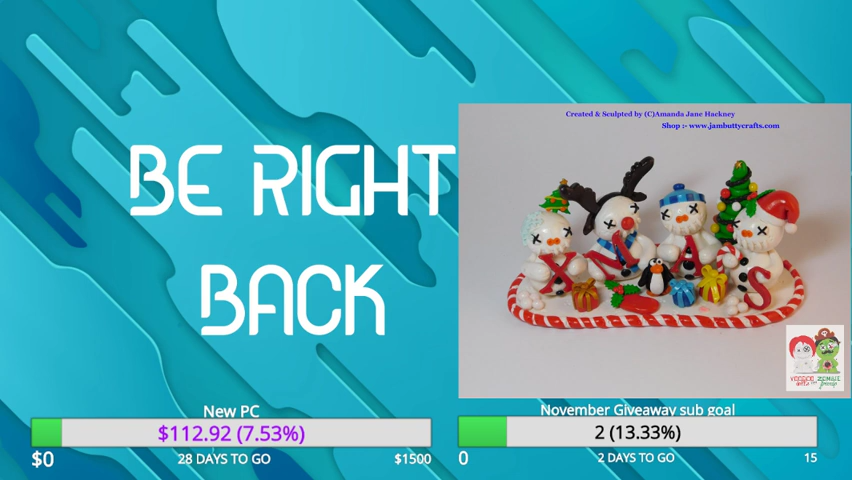 Created & Sculpted by (C)Amanda Jane Hackney
Shop :- www.jambuttycrafts.com
BE RIGHT
BACK
X M A S
New PC
$112.92 (7.53%)
$0
28 DAYS TO GO
$1500
November Giveaway sub goal
2 (13.33%)
0
2 DAYS TO GO
15